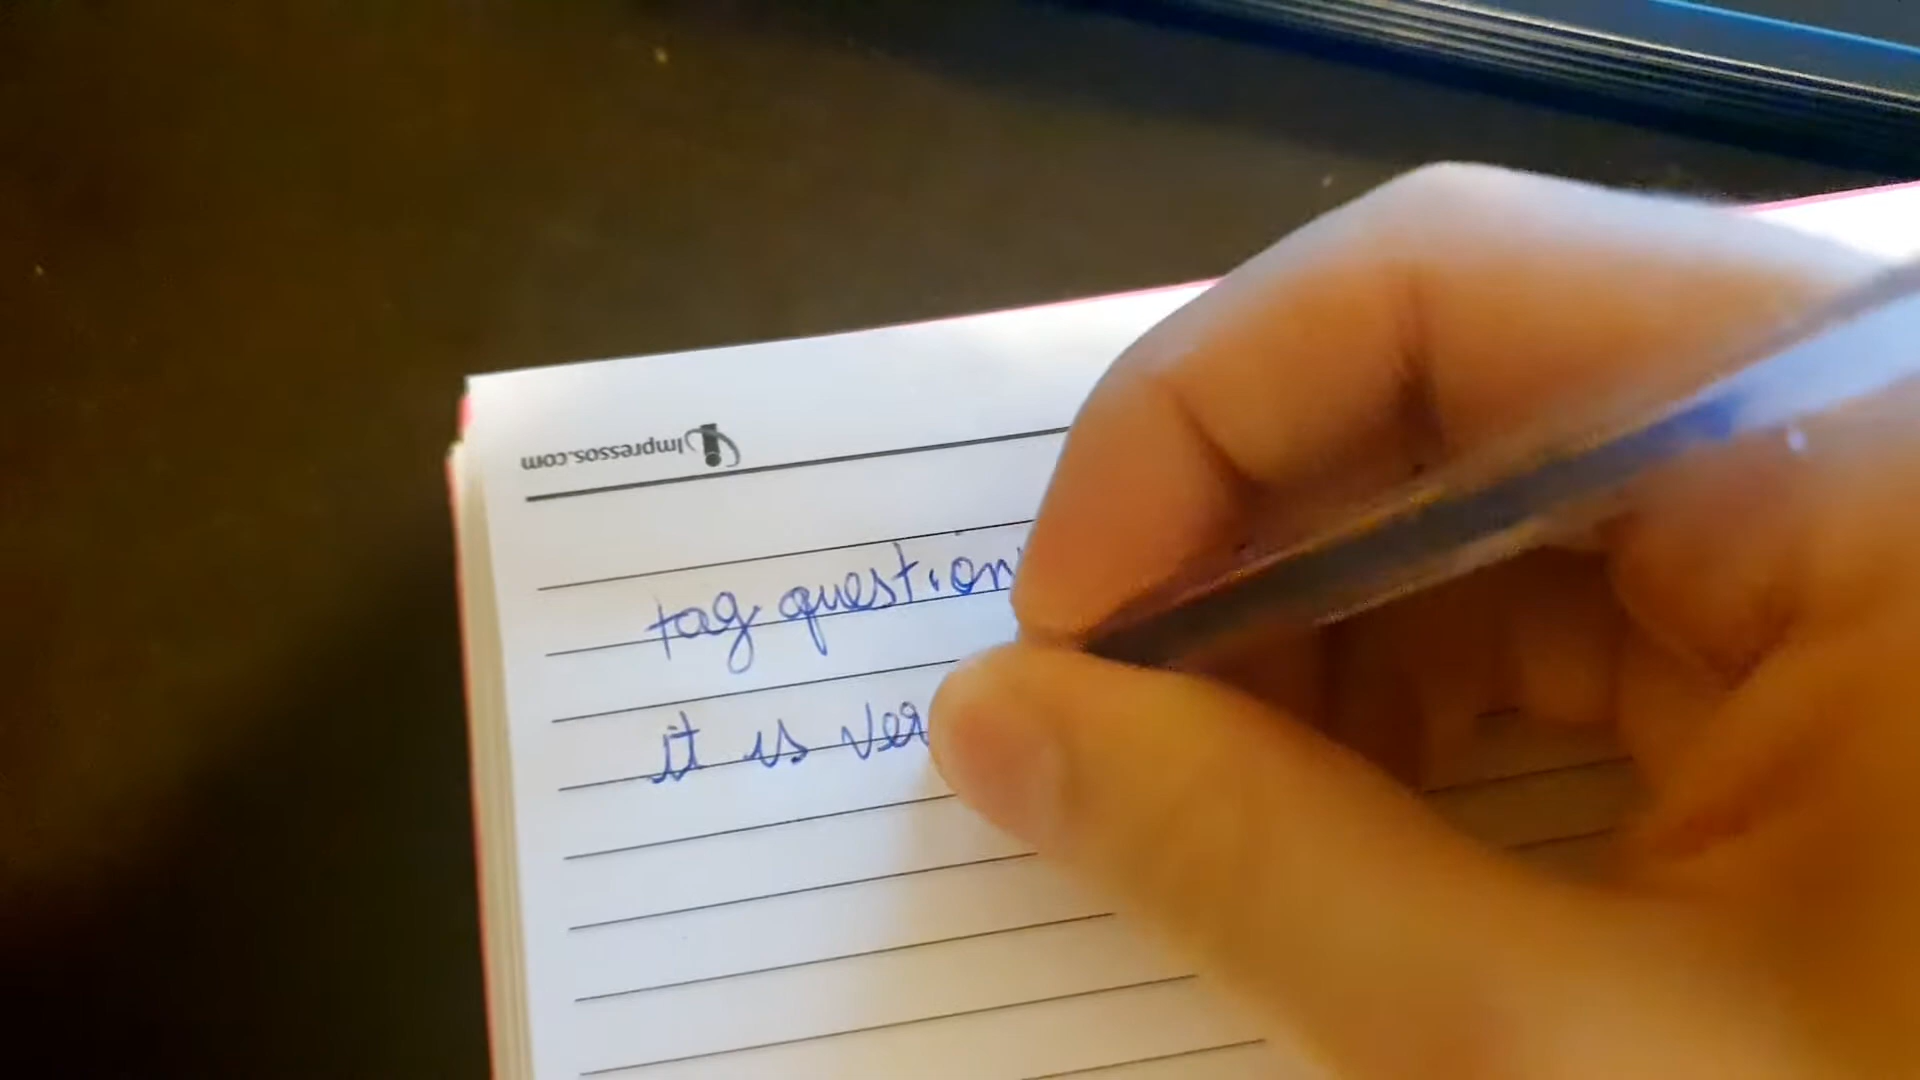 Impressos.com
tag question
it is ver